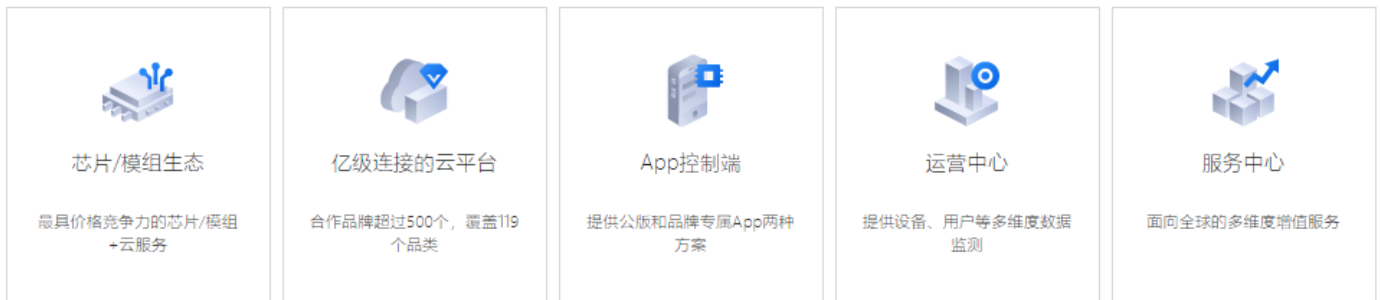 芯片/模组生态
最具价格竞争力的芯片/模组
+云服务
亿级连接的云平台
合作品牌超过500个，覆盖119
个品类
App控制端
提供公版和品牌专属App两种
方案
运营中心
提供设备、用户等多维度数据
监测
服务中心
面向全球的多维度增值服务